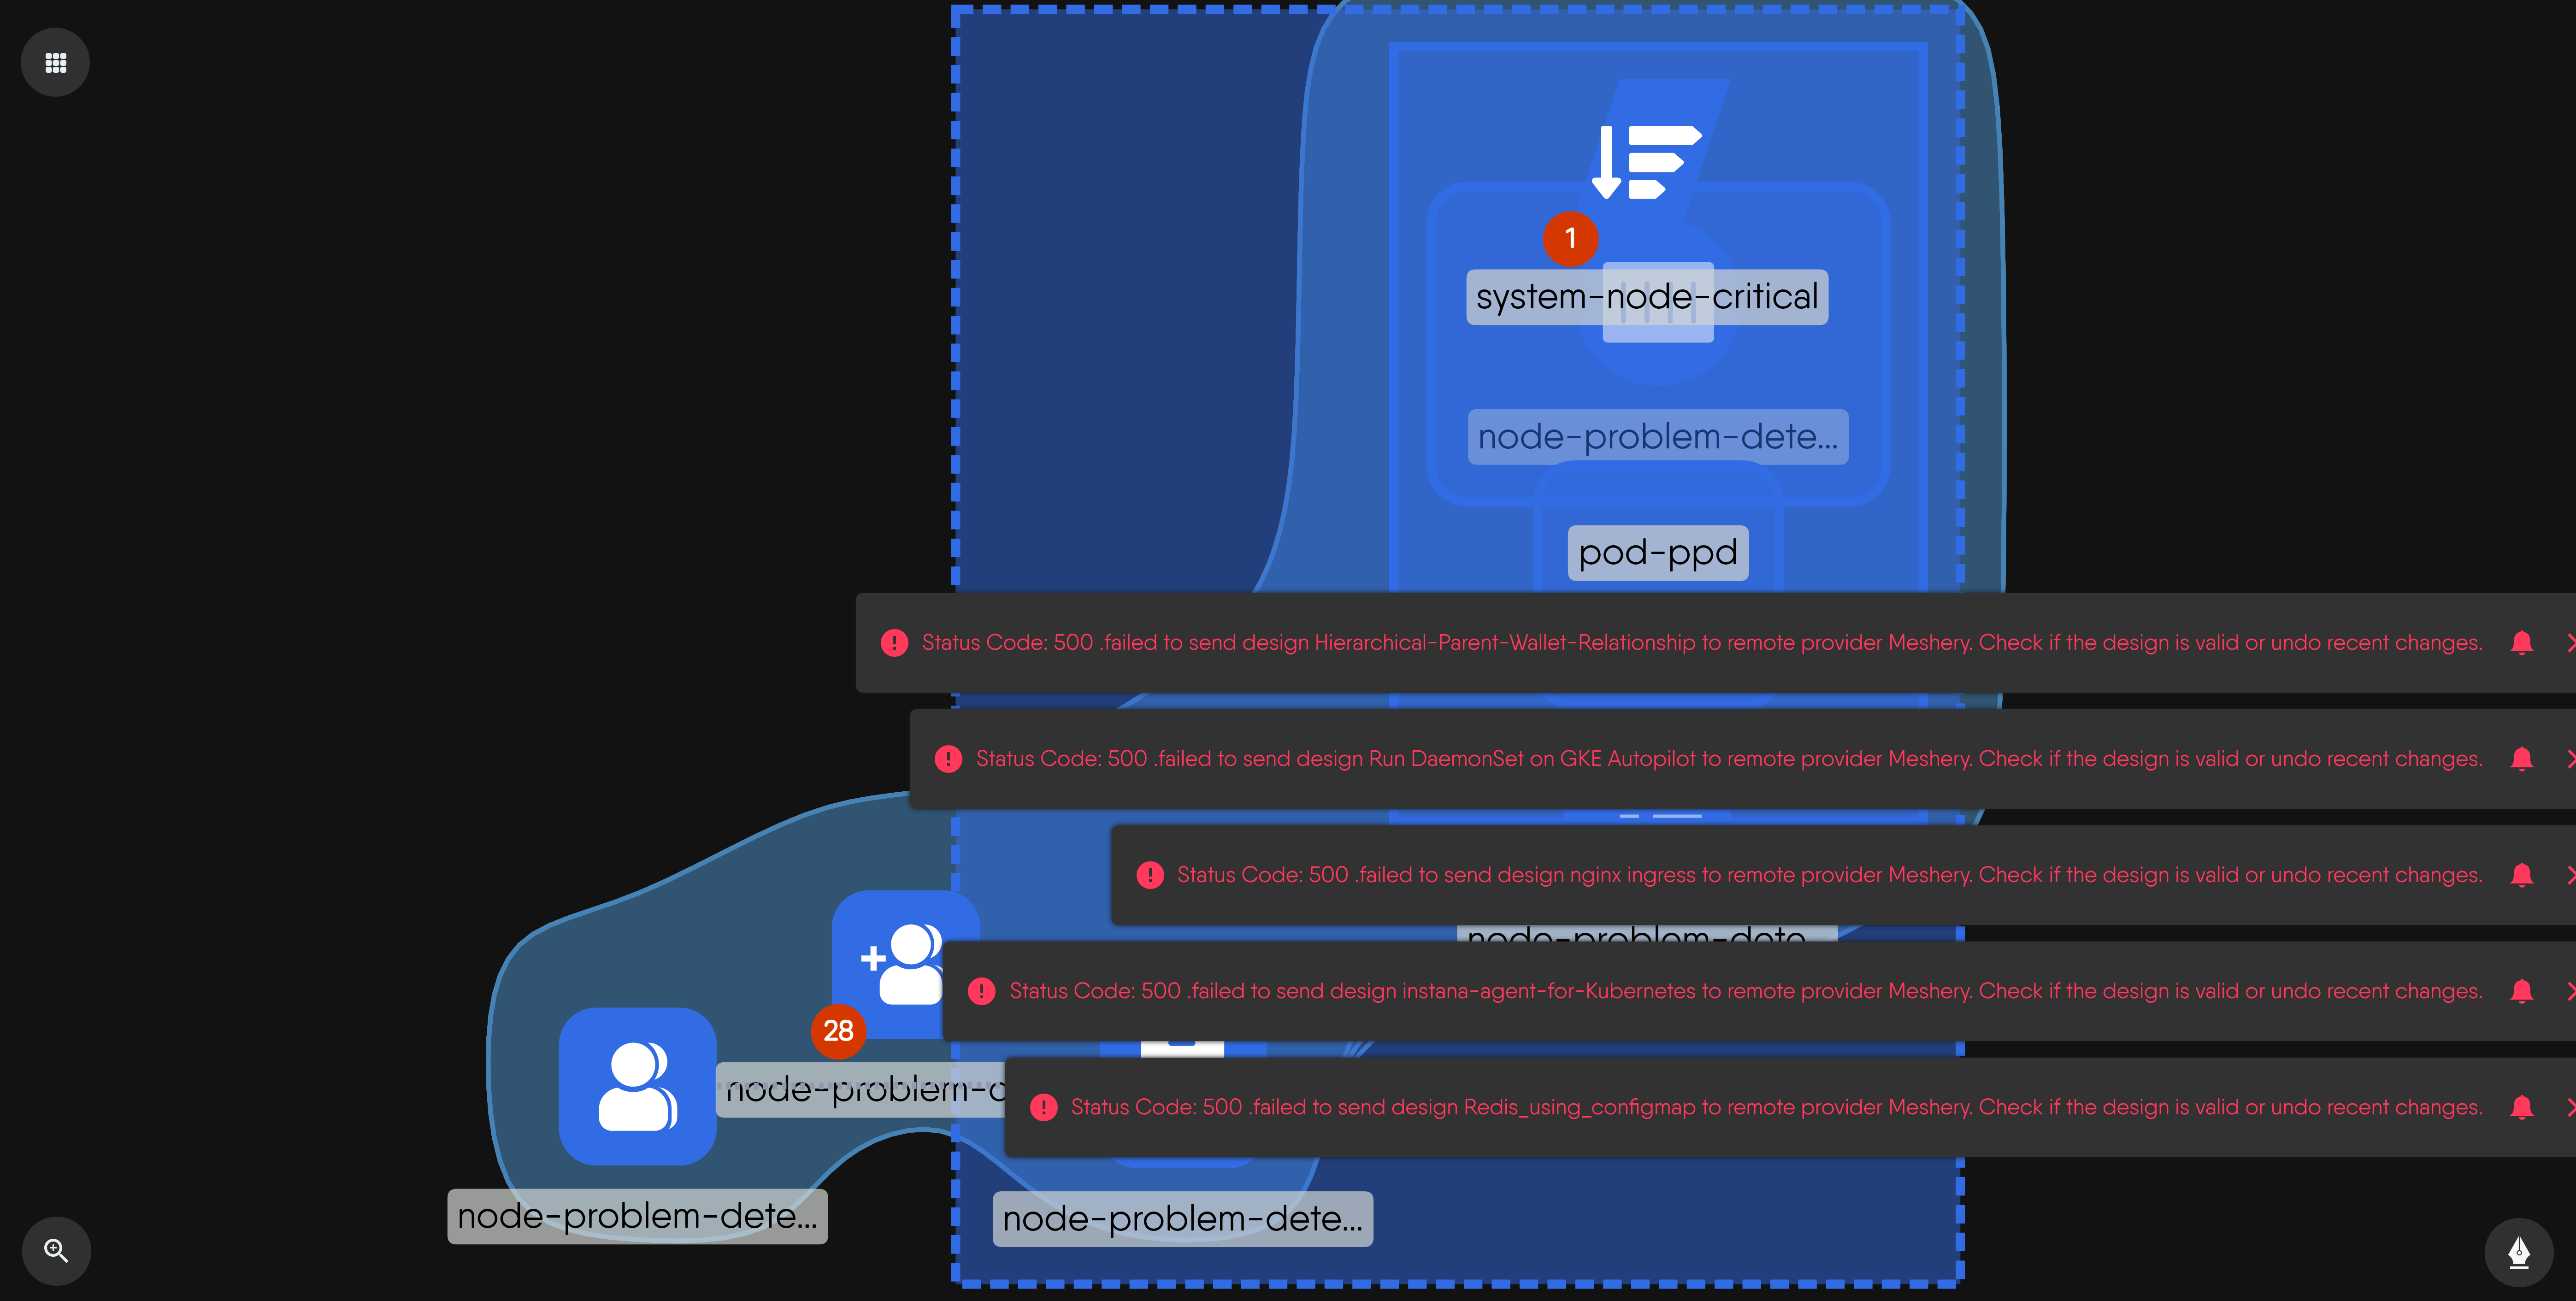 1
system-node-critical
node-problem-dete...
pod-ppd
Status Code: 500 .failed to send design Hierarchical-Parent-Wallet-Relationship to remote provider Meshery. Check if the design is valid or undo recent changes.
Status Code: 500 .failed to send design Run DaemonSet on GKE Autopilot to remote provider Meshery. Check if the design is valid or undo recent changes.
Status Code: 500 .failed to send design nginx ingress to remote provider Meshery. Check if the design is valid or undo recent changes.
node-problem-dete
Status Code: 500 .failed to send design instana-agent-for-Kubernetes to remote provider Meshery. Check if the design is valid or undo recent changes.
28
node-problem-d
Status Code: 500 .failed to send design Redis_using_configmap to remote provider Meshery. Check if the design is valid or undo recent changes.
node-problem-dete...
node-problem-dete...